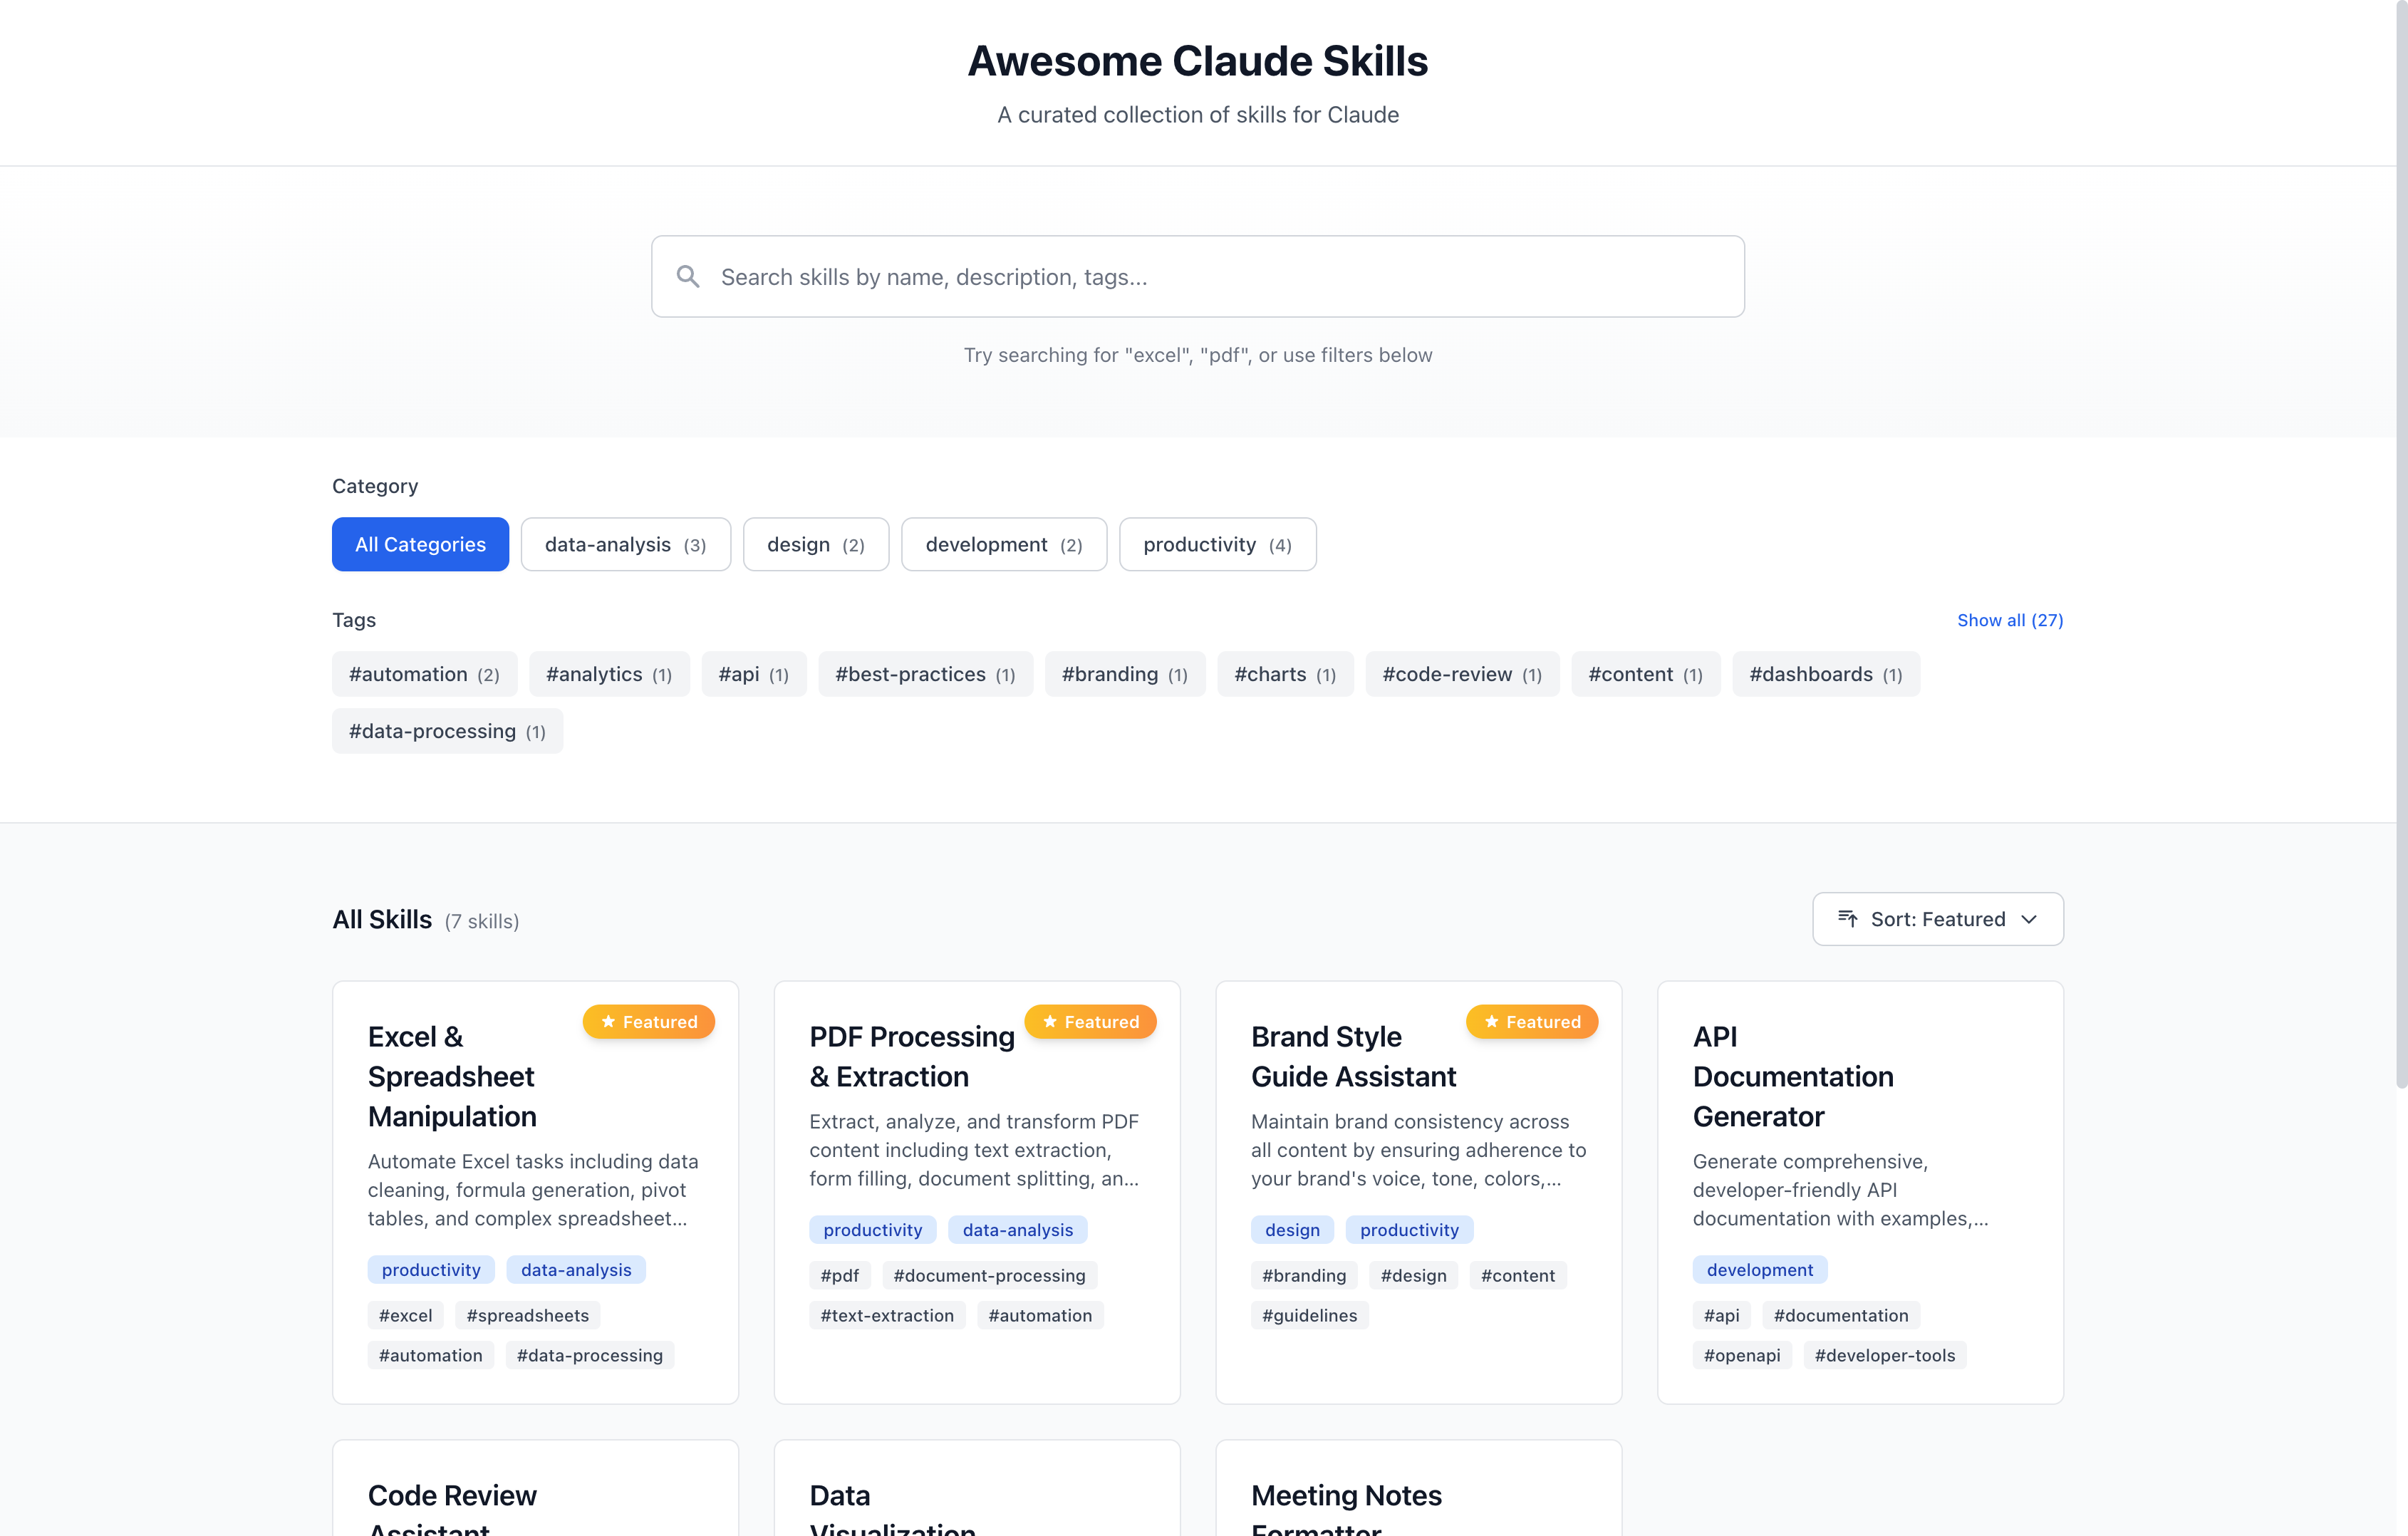 Awesome Claude Skills
A curated collection of skills for Claude
Search skills by name, description, tags...
Try searching for "excel", "pdf", or use filters below
Category
All Categories
data-analysis (3)
design (2)
development (2)
productivity (4)
Tags
Show all (27)
#automation (2)
#analytics (1)
#api (1)
#best-practices (1)
#branding (1)
#charts (1)
#code-review (1)
#content (1)
#dashboards (1)
#data-processing (1)
All Skills (7 skills)
Sort: Featured
Featured
Excel &
Spreadsheet
Manipulation
Automate Excel tasks including data
cleaning, formula generation, pivot
tables, and complex spreadsheet...
productivity data-analysis
#excel #spreadsheets
#automation #data-processing
Featured
PDF Processing
& Extraction
Extract, analyze, and transform PDF
content including text extraction,
form filling, document splitting, an...
productivity data-analysis
#pdf #document-processing
#text-extraction #automation
Featured
Brand Style
Guide Assistant
Maintain brand consistency across
all content by ensuring adherence to
your brand's voice, tone, colors,...
design productivity
#branding #design #content
#guidelines
API
Documentation
Generator
Generate comprehensive,
developer-friendly API
documentation with examples,...
development
#api #documentation
#openapi #developer-tools
Code Review
Assistant
Data
Visualization
Meeting Notes
Formatter